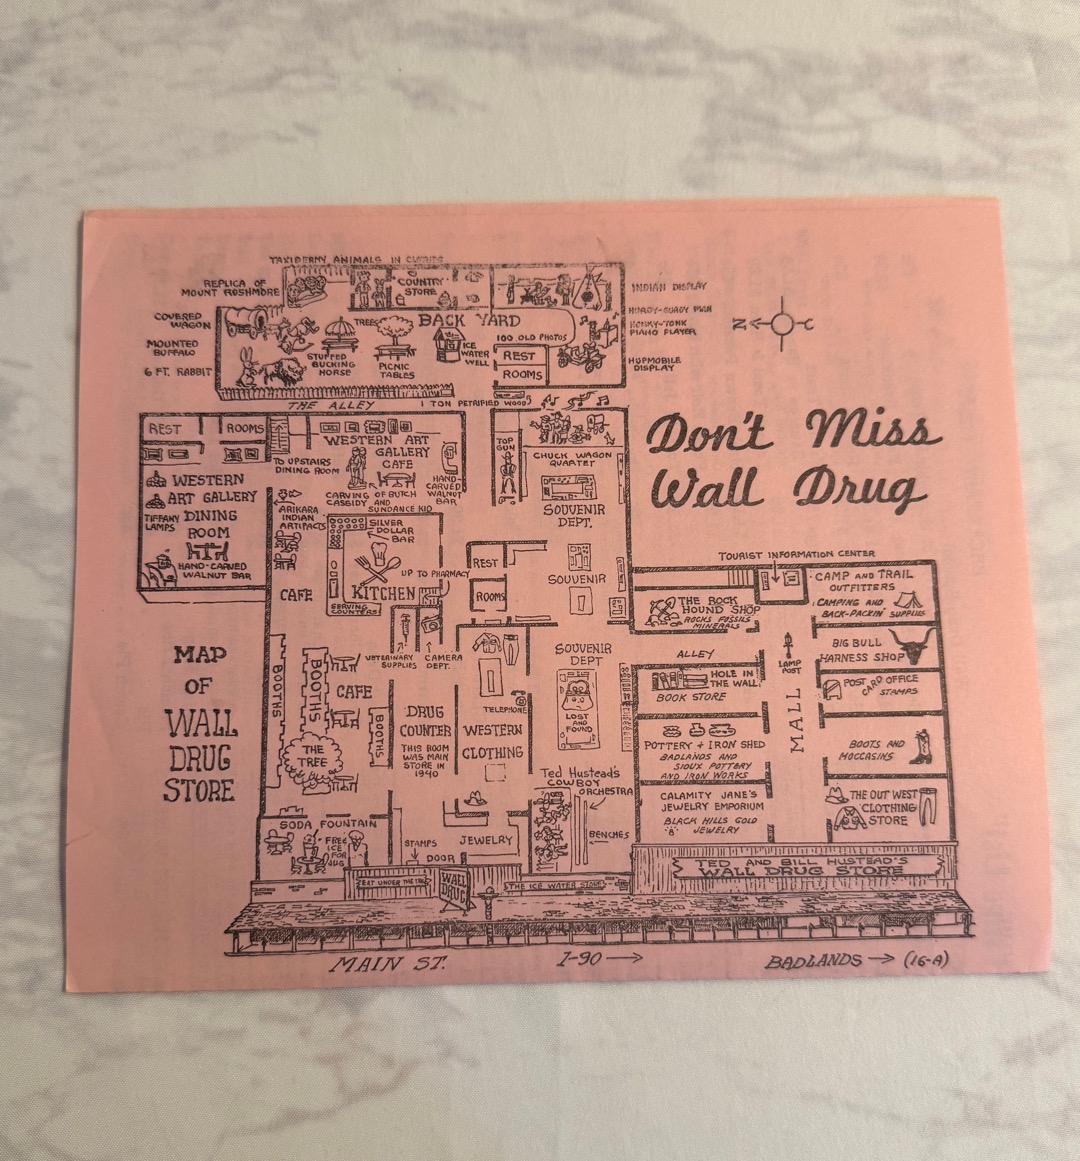 TAXIDERMY ANIMALS IN CLOTHES
REPLICA OF
MOUNT ROSHMORE
COUNTRY
STORE
INDIAN DISPLAY
COVERED
WAGON
TREES
BACK YARD
HURDY-GURDY MAN
HONKY-TONK
PIANO PLAYER
N
MOUNTED
BUFFALO
100 OLD PHOTOS
ICE
WATER
WELL
REST
ROOMS
STUFFED
BUCKING
HORSE
PICNIC
TABLES
6 FT. RABBIT
HUPMOBILE
DISPLAY
THE ALLEY
1 TON PETRIFIED WOOD
Don't Miss
Wall Drug
REST
ROOMS
WESTERN ART
GALLERY
CAFE
TO UPSTAIRS
DINING ROOM
HAND-
CARVED
WALNUT
BAR
CARVING OF BUTCH
CASSIDY AND
SUNDANCE KID
TOP
GUN
CHUCK WAGON
QUARTET
SOUVENIR
DEPT.
WESTERN
ART GALLERY
TIFFANY
LAMPS
DINING
ROOM
HAND-CARVED
WALNUT BAR
ARIKARA
INDIAN
ARTIFACTS
SILVER
DOLLAR
BAR
UP TO PHARMACY
KITCHEN
SERVING
COUNTERS
CAFE
REST
ROOMS
SOUVENIR
TOURIST INFORMATION CENTER
CAMP AND TRAIL
OUTFITTERS
CAMPING AND
BACK-PACKIN' SUPPLIES
THE ROCK
HOUND SHOP
ROCKS FOSSILS
MINERALS
VETERINARY
SUPPLIES
CAMERA
DEPT.
SOUVENIR
DEPT
LOST
AND
FOUND
ALLEY
LAMP
POST
BIG BULL
HARNESS SHOP
HOLE IN
THE WALL
BOOK STORE
POST CARD OFFICE
STAMPS
MALL
MAP
OF
WALL
DRUG
STORE
BOOTHS
BOOTHS
CAFE
BOOTHS
THE
TREE
DRUG
COUNTER
THIS ROOM
WAS MAIN
STORE IN
1940
TELEPHONE
WESTERN
CLOTHING
POTTERY + IRON SHED
BADLANDS AND
SIOUX POTTERY
AND IRON WORKS
BOOTS AND
MOCCASINS
Ted Hustead's
COWBOY
ORCHESTRA
BENCHES
CALAMITY JANE'S
JEWELRY EMPORIUM
BLACK HILLS GOLD
JEWELRY
THE OUT WEST
CLOTHING
STORE
SODA FOUNTAIN
FREE
ICE
FOR
JUG
STAMPS
DOOR
JEWELRY
EAT UNDER THE TREE
WALL
DRUG
THE ICE WATER STORE
TED AND BILL HUSTEAD'S
WALL DRUG STORE
MAIN ST.
I-90
BADLANDS
(16-A)